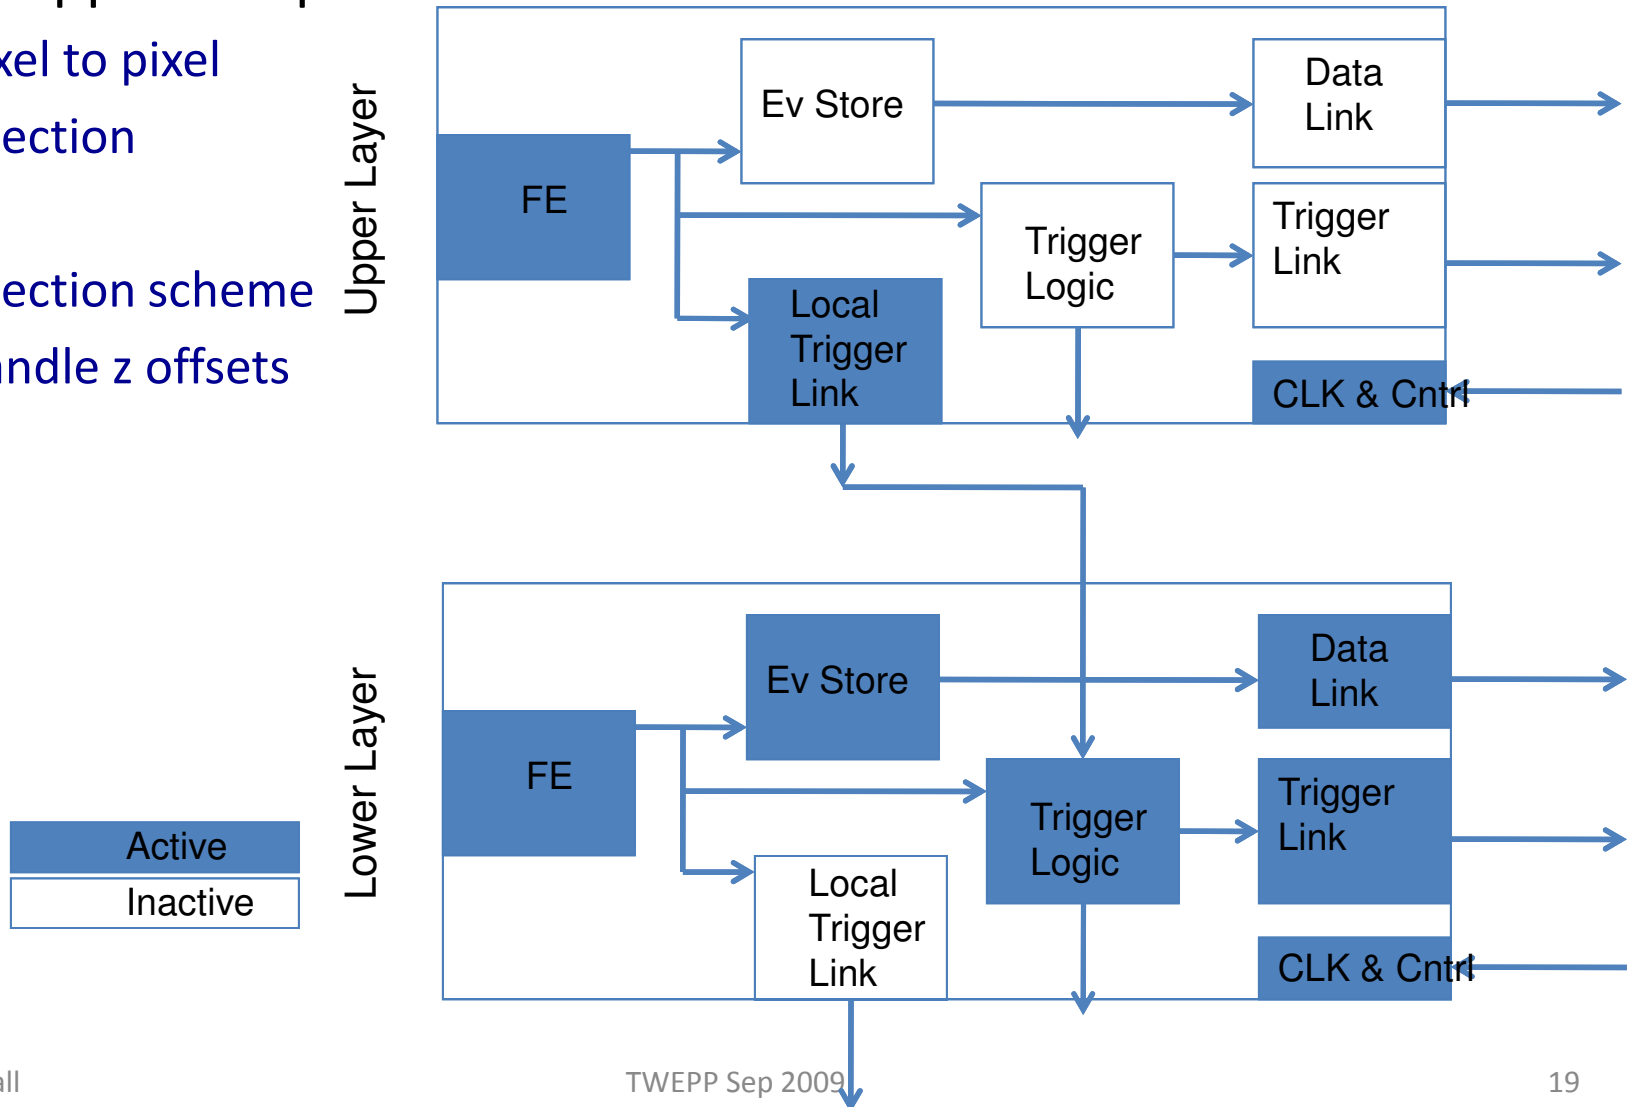 xel to pixel
ection
ection scheme
andle z offsets
Upper Layer
FE
Ev Store
Data
Link
Trigger
Logic
Trigger
Link
Local
Trigger
Link
CLK & Cntrl
Lower Layer
FE
Ev Store
Data
Link
Trigger
Logic
Trigger
Link
Local
Trigger
Link
CLK & Cntrl
Active
Inactive
all
TWEPP Sep 2009
19